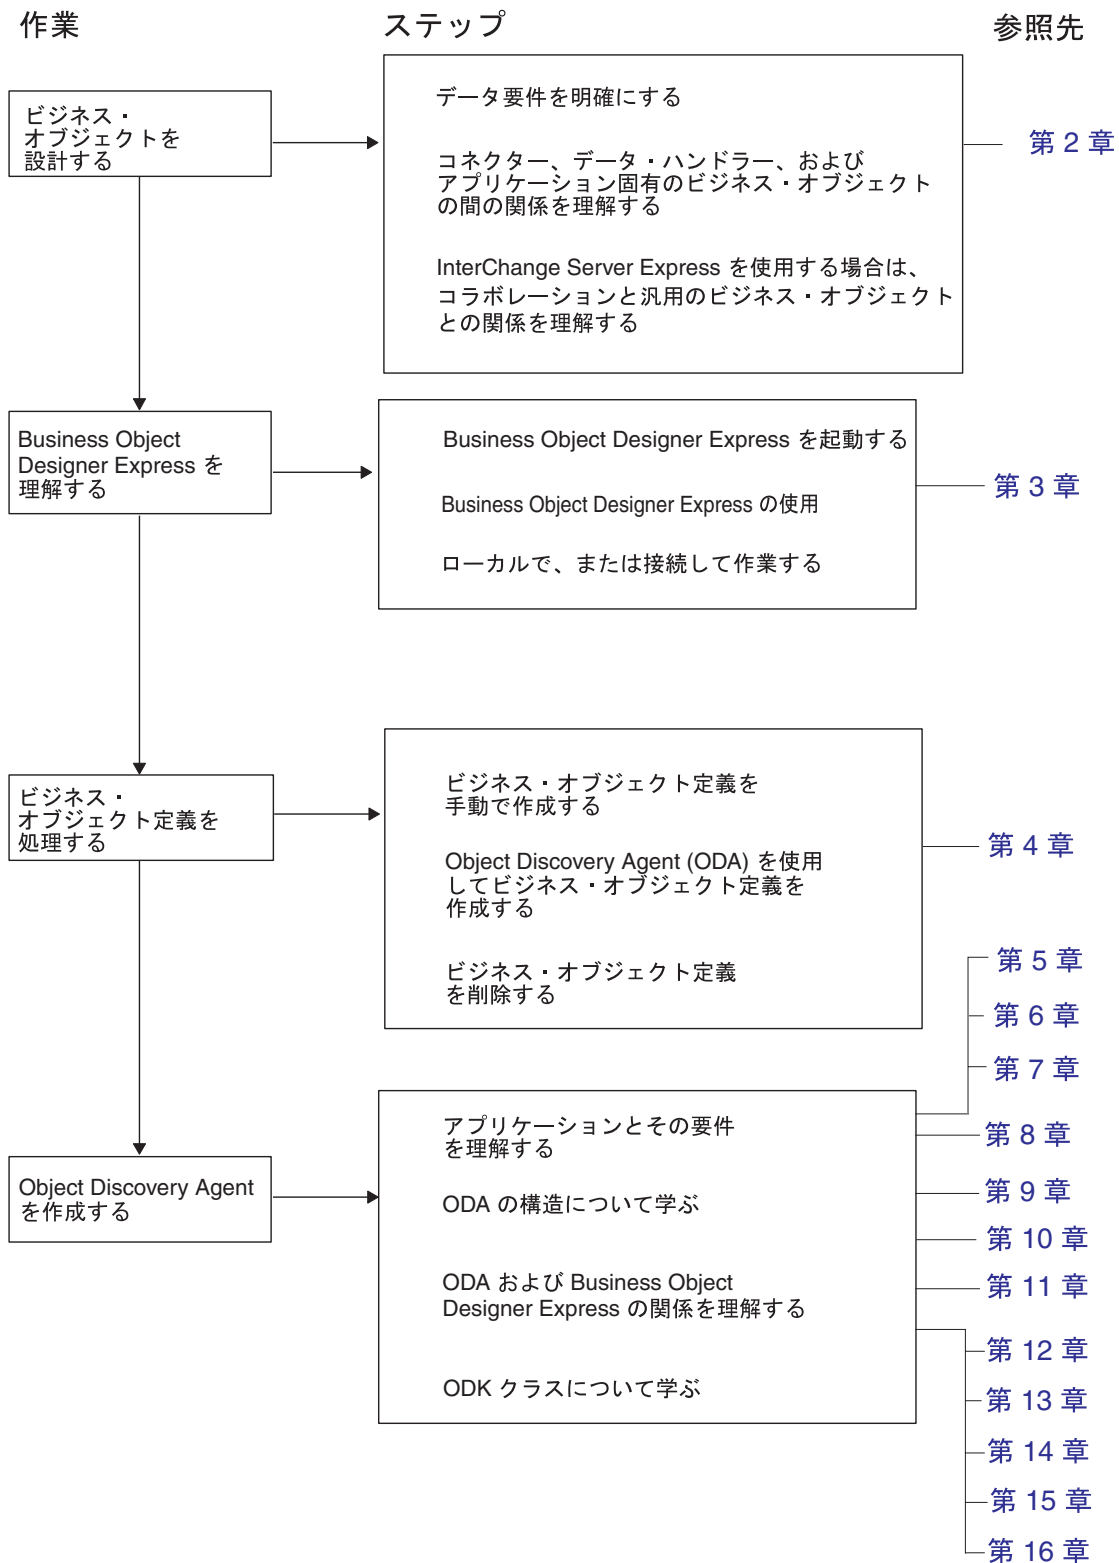 作業
ステップ
参照先
ビジネス・
オブジェクトを
設計する
データ要件を明確にする
コネクター、データ・ハンドラー、および
アプリケーション固有のビジネス・オブジェクト
の間の関係を理解する
InterChange Server Express を使用する場合は、
コラボレーションと汎用のビジネス・オブジェクト
との関係を理解する
第 2 章
Business Object
Designer Express を
理解する
Business Object Designer Express を起動する
Business Object Designer Express の使用
ローカルで、または接続して作業する
第 3 章
ビジネス・
オブジェクト定義を
処理する
ビジネス・オブジェクト定義を
手動で作成する
Object Discovery Agent (ODA) を使用
してビジネス・オブジェクト定義を
作成する
ビジネス・オブジェクト定義
を削除する
第 4 章
Object Discovery Agent
を作成する
アプリケーションとその要件
を理解する
ODA の構造について学ぶ
ODA および Business Object
Designer Express の関係を理解する
ODK クラスについて学ぶ
第 5 章
第 6 章
第 7 章
第 8 章
第 9 章
第 10 章
第 11 章
第 12 章
第 13 章
第 14 章
第 15 章
第 16 章